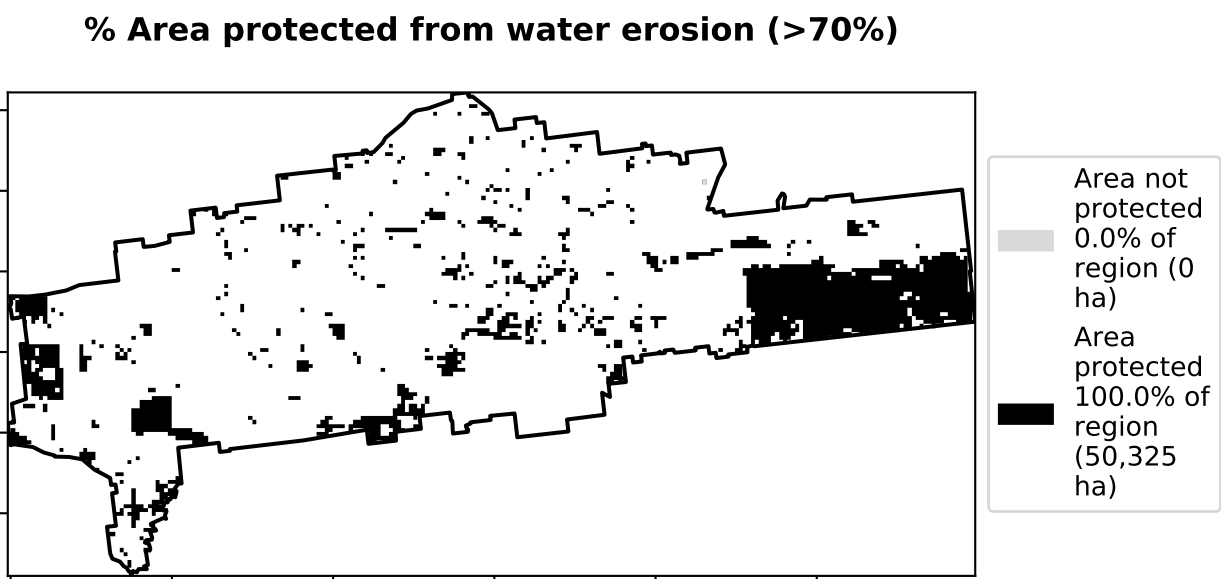 % Area protected from water erosion (>70%)
Area not
protected
0.0% of
region (0
ha)
Area
protected
100.0% of
region
(50,325
ha)